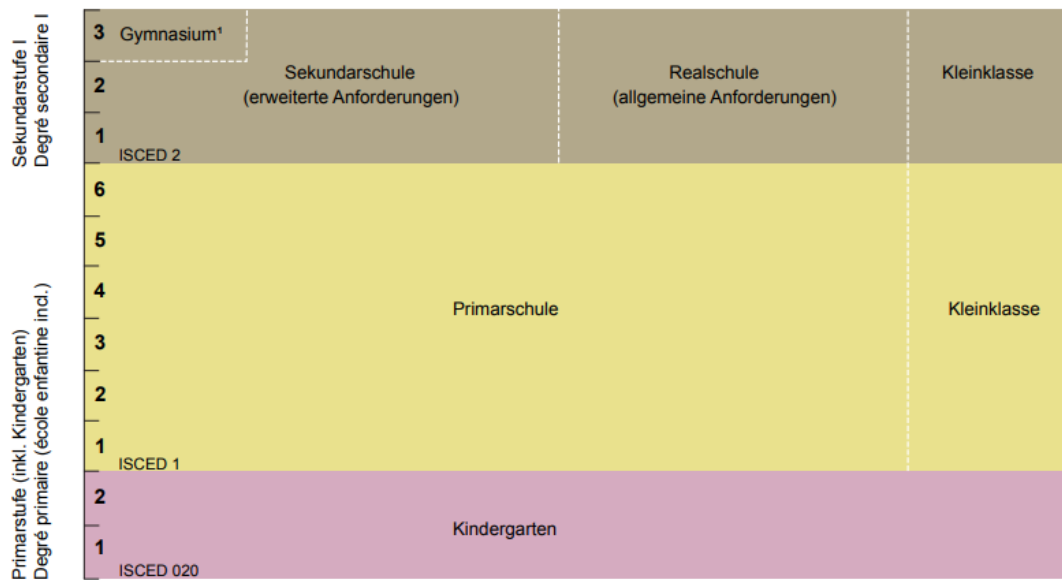 Sekundarstufe I
Degré secondaire I
3
Gymnasium¹
2
Sekundarschule
(erweiterte Anforderungen)
Realschule
(allgemeine Anforderungen)
Kleinklasse
1
ISCED 2
Primarstufe (inkl. Kindergarten)
Degré primaire (école enfantine incl.)
6
5
4
Primarschule
Kleinklasse
3
2
1
ISCED 1
2
Kindergarten
1
ISCED 020